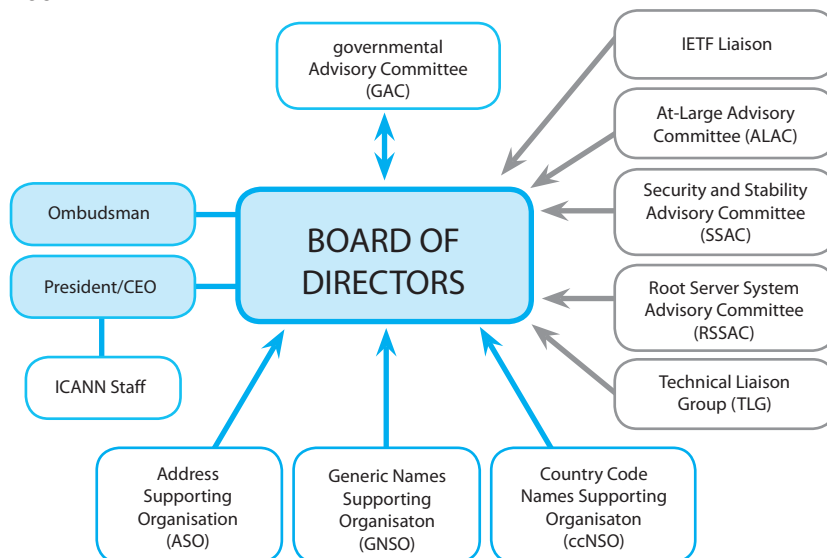 governmental
Advisory Committee
(GAC)
IETF Liaison
At-Large Advisory
Committee (ALAC)
Security and Stability
Advisory Committee
(SSAC)
Root Server System
Advisory Committee
(RSSAC)
Technical Liaison
Group (TLG)
Ombudsman
President/CEO
ICANN Staff
BOARD OF
DIRECTORS
Address
Supporting
Organisation
(ASO)
Generic Names
Supporting
Organisaton
(GNSO)
Country Code
Names Supporting
Organisaton
(ccNSO)